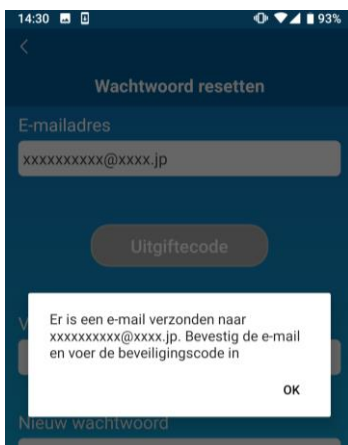 14:30 93%
Wachtwoord resetten
E-mailadres
xxxxxxxxxx@xxxx.jp
Uitgiftecode
Er is een e-mail verzonden naar
xxxxxxxxxx@xxxx.jp. Bevestig de e-mail
en voer de beveiligingscode in
OK
Nieuw wachtwoord